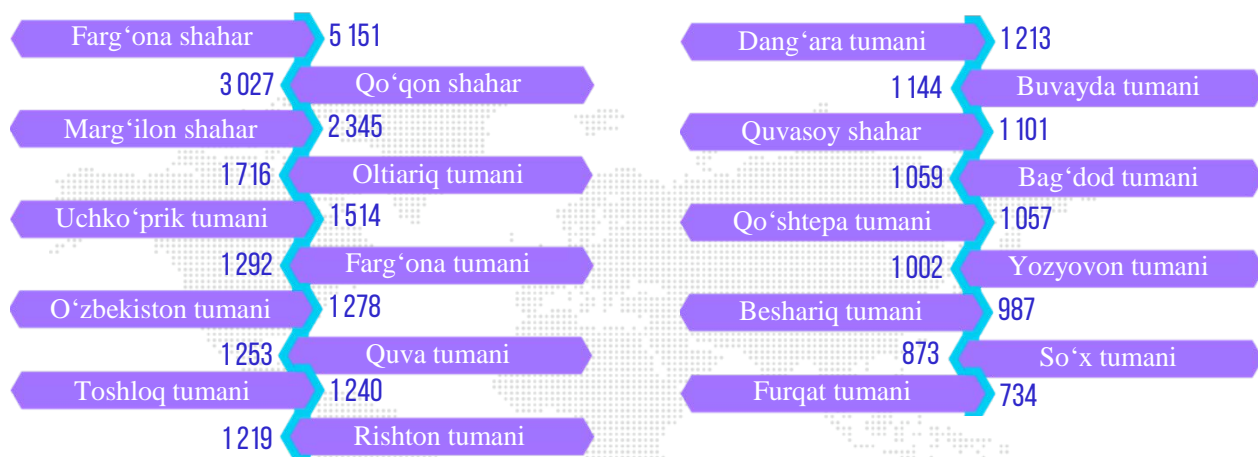 Farg‘ona shahar 5 151
3 027 Qo‘qon shahar
Marg‘ilon shahar 2 345
1 716 Oltiariq tumani
Uchko‘prik tumani 1 514
1 292 Farg‘ona tumani
O‘zbekiston tumani 1 278
1 253 Quva tumani
Toshloq tumani 1 240
1 219 Rishton tumani
Dang‘ara tumani 1 213
1 144 Buvayda tumani
Quvasoy shahar 1 101
1 059 Bag‘dod tumani
Qo‘shtepa tumani 1 057
1 002 Yozyovon tumani
Beshariq tumani 987
873 So‘x tumani
Furqat tumani 734